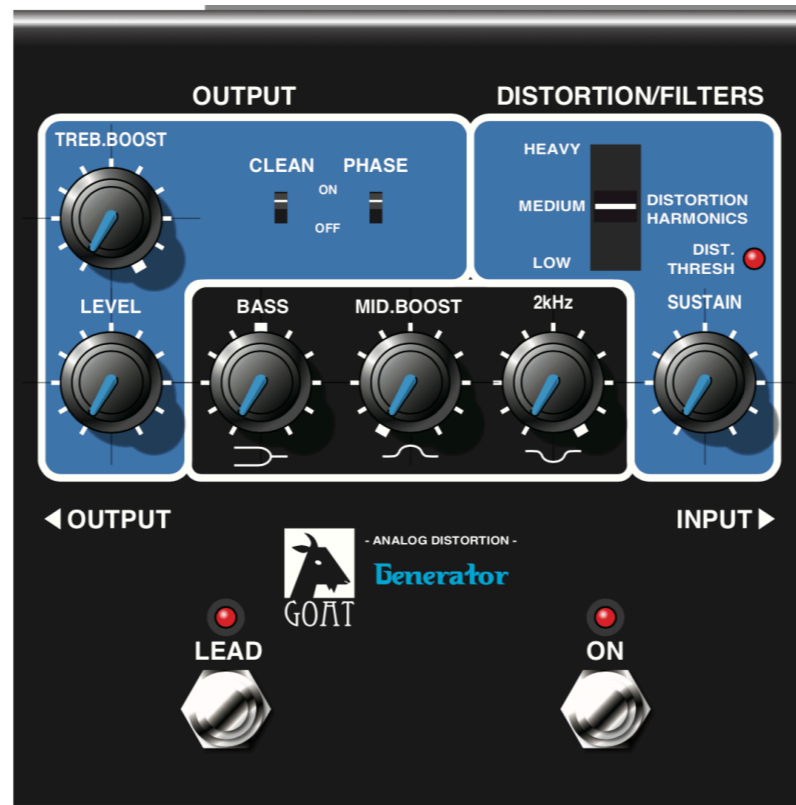 OUTPUT
DISTORTION/FILTERS
TREB.BOOST
CLEAN
PHASE
ON
OFF
HEAVY
MEDIUM
LOW
DISTORTION
HARMONICS
DIST.
THRESH
LEVEL
BASS
MID.BOOST
2kHz
SUSTAIN
OUTPUT
INPUT
- ANALOG DISTORTION -
Generator
GOAT
LEAD
ON